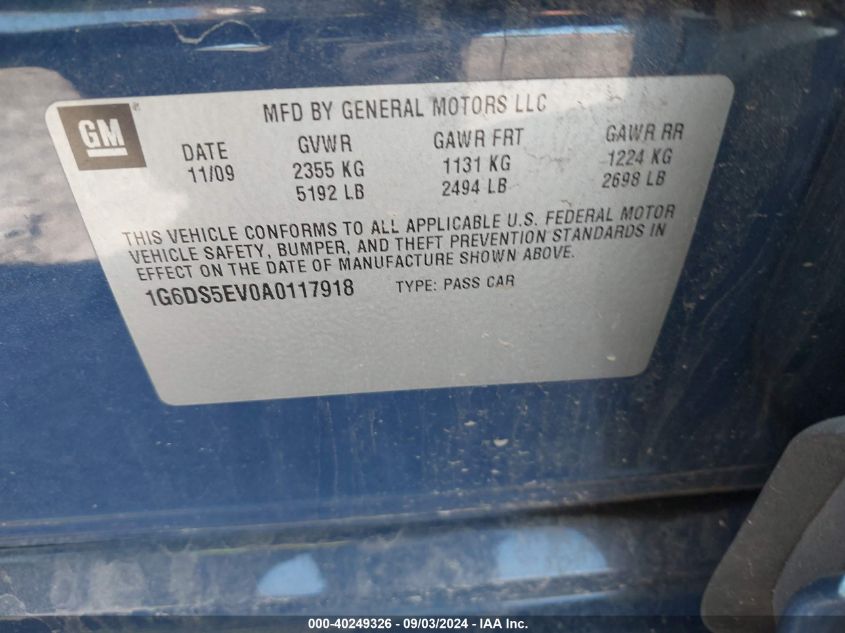 GM
MFD BY GENERAL MOTORS LLC
DATE GVWR GAWR FRT GAWR RR
11/09 2355 KG 1131 KG 1224 KG
5192 LB 2494 LB 2698 LB
THIS VEHICLE CONFORMS TO ALL APPLICABLE U.S. FEDERAL MOTOR
VEHICLE SAFETY, BUMPER, AND THEFT PREVENTION STANDARDS IN
EFFECT ON THE DATE OF MANUFACTURE SHOWN ABOVE.
1G6DS5EV0A0117918 TYPE: PASS CAR
000-40249326 - 09/03/2024 - IAA Inc.